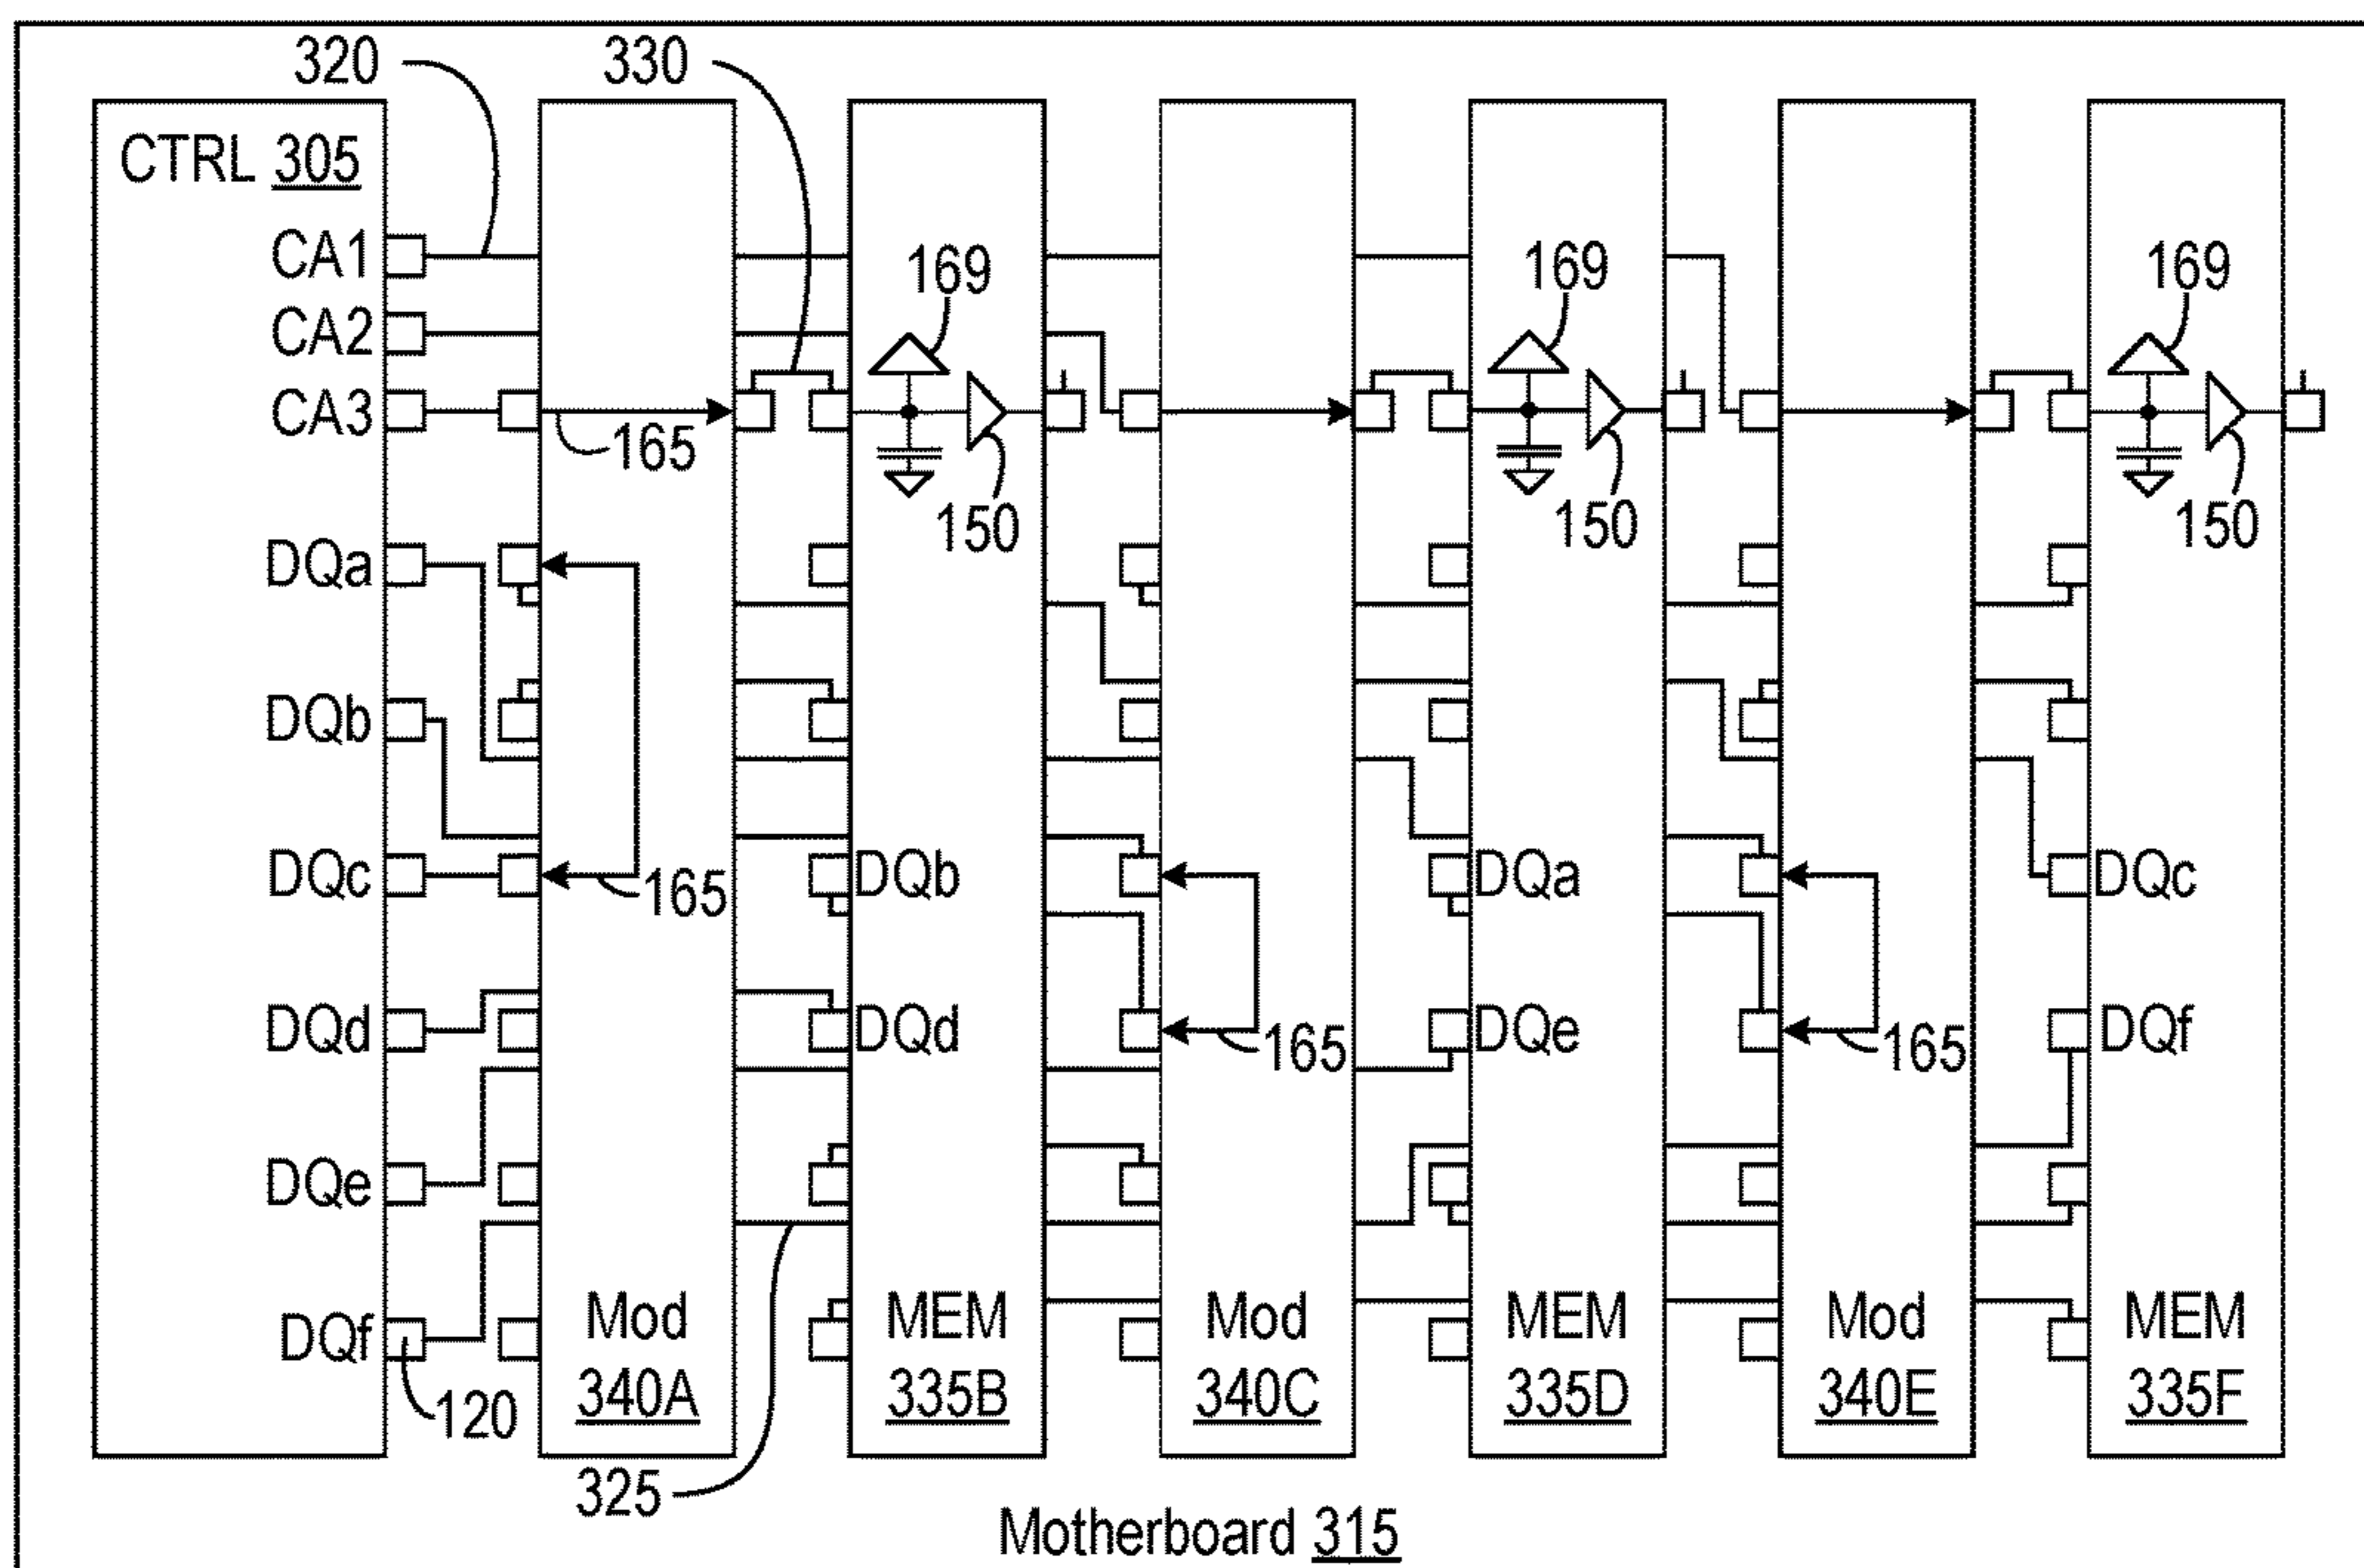 320 330
CTRL 305
CA1
169 169 169
CA2
CA3
165
150 150 150
DQa
DQb
DQc 165 DQb DQa DQc
DQd DQd 165 DQe 165 DQf
DQe
DQf Mod MEM Mod MEM Mod MEM
120 340A 335B 340C 335D 340E 335F
325
Motherboard 315